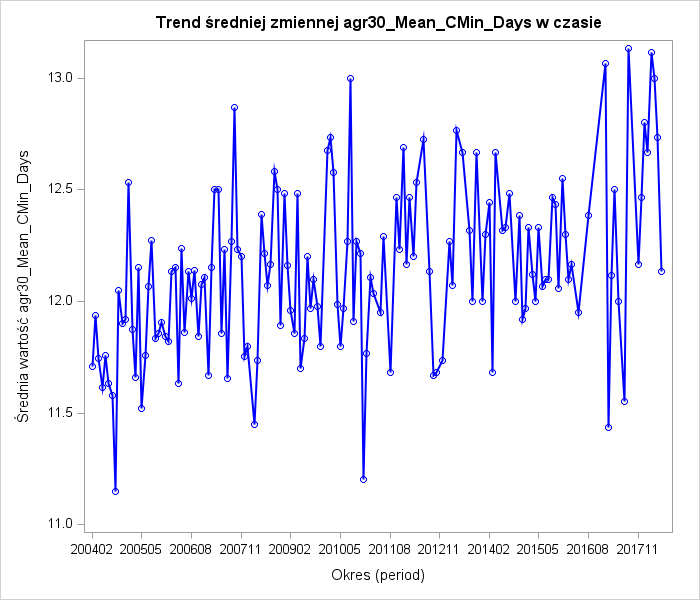 Trend średniej zmiennej agr30_Mean_CMin_Days w czasie
Średnia wartość agr30_Mean_CMin_Days
13.0
12.5
12.0
11.5
11.0
200402 200505 200608 200711 200902 201005 201108 201211 201402 201505 201608 201711
Okres (period)